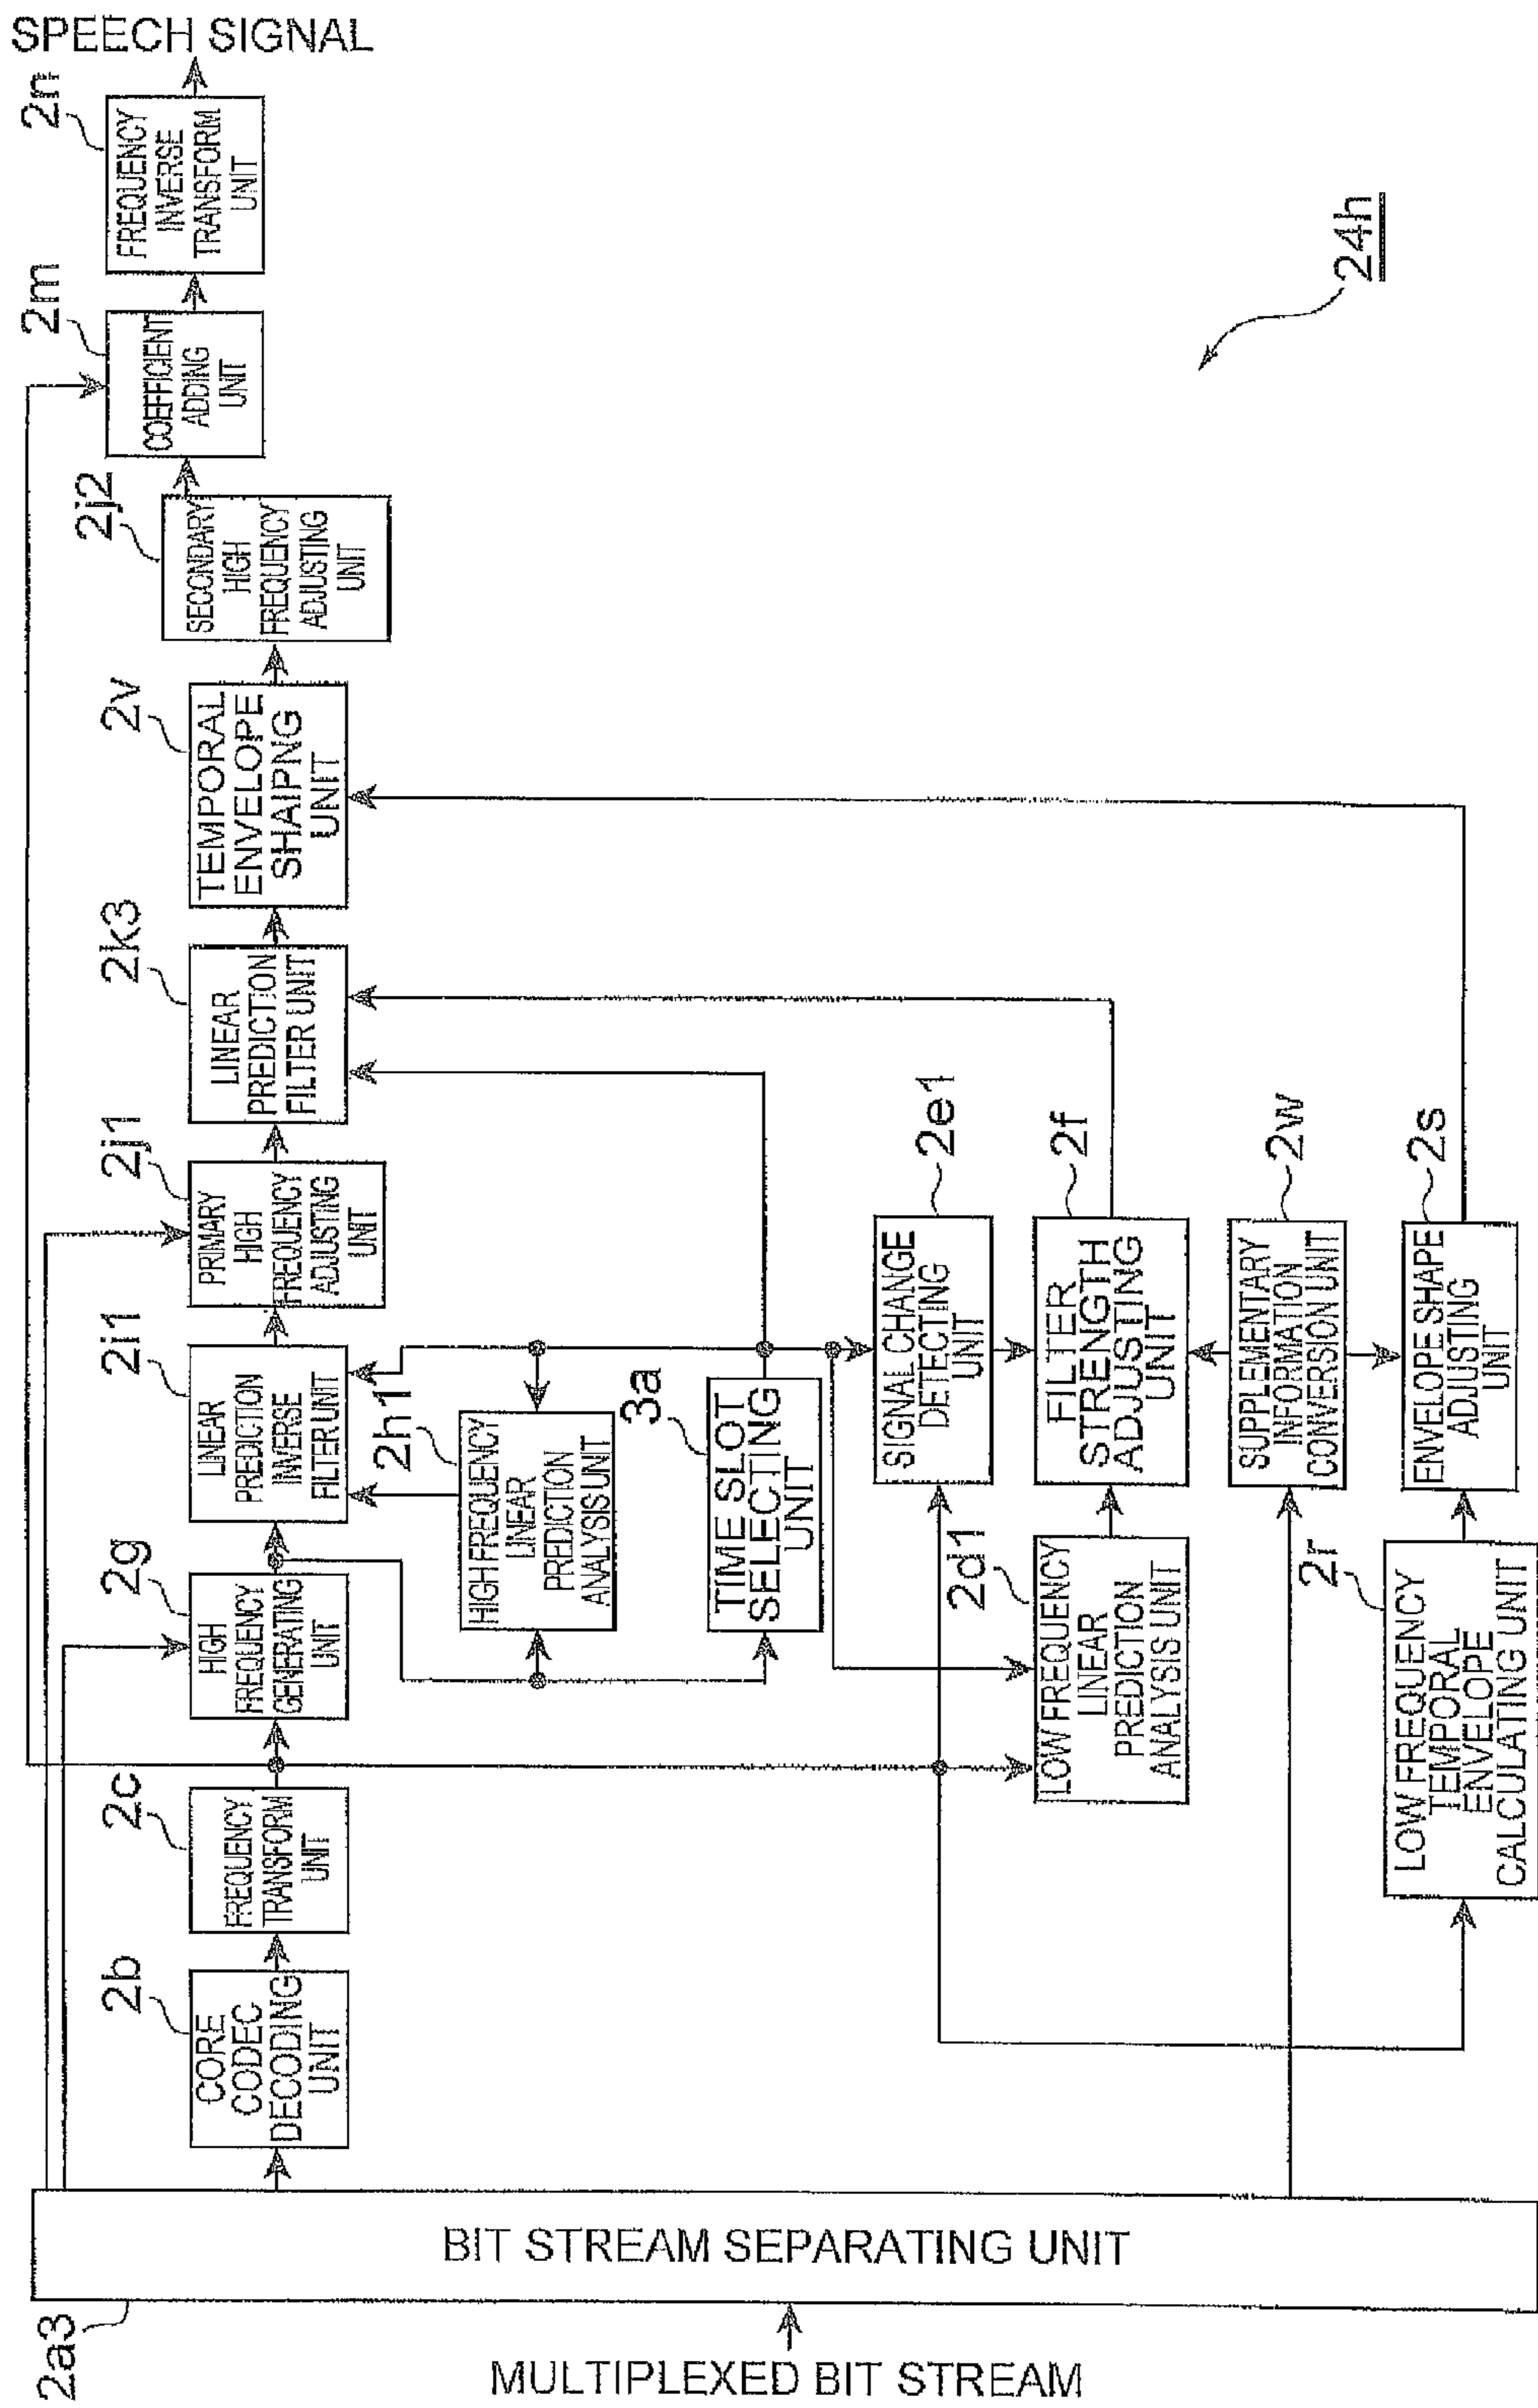 SPEECH SIGNAL
2n
FREQUENCY
INVERSE
TRANSFORM
UNIT
2m
COEFFICIENT
ADDING
UNIT
2j2
SECONDARY
HIGH
FREQUENCY
ADJUSTING
UNIT
2v
TEMPORAL
ENVELOPE
SHAIPNG
UNIT
2k3
LINEAR
PREDICTION
FILTER UNIT
2j1
PRIMARY
HIGH
FREQUENCY
ADJUSTING
UNIT
2i1
LINEAR
PREDICTION
INVERSE
FILTER UNIT
2h1
HIGH FREQUENCY
LINEAR
PREDICTION
ANALYSIS UNIT
3a
TIME SLOT
SELECTING
UNIT
2g
HIGH
FREQUENCY
GENERATING
UNIT
2c
FREQUENCY
TRANSFORM
UNIT
2b
CORE
CODEC
DECODING
UNIT
2e1
SIGNAL CHANGE
DETECTING
UNIT
2f
FILTER
STRENGTH
ADJUSTING
UNIT
2w
SUPPLEMENTARY
INFORMATION
CONVERSION UNIT
2s
ENVELOPE SHAPE
ADJUSTING
UNIT
2d1
LOW FREQUENCY
LINEAR
PREDICTION
ANALYSIS UNIT
2r
LOW FREQUENCY
TEMPORAL
ENVELOPE
CALCULATING UNIT
24h
BIT STREAM SEPARATING UNIT
2a3
MULTIPLEXED BIT STREAM